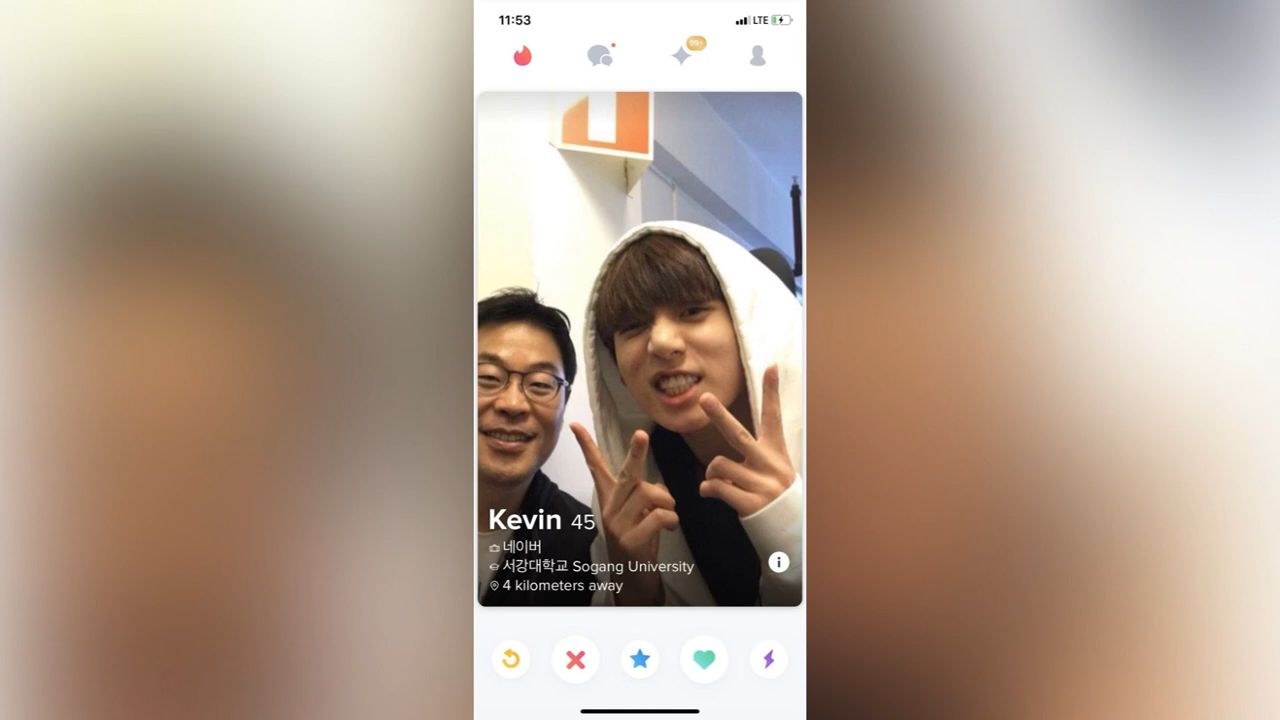 11:53
LTE
99+
Kevin 45
네이버
서강대학교 Sogang University
4 kilometers away